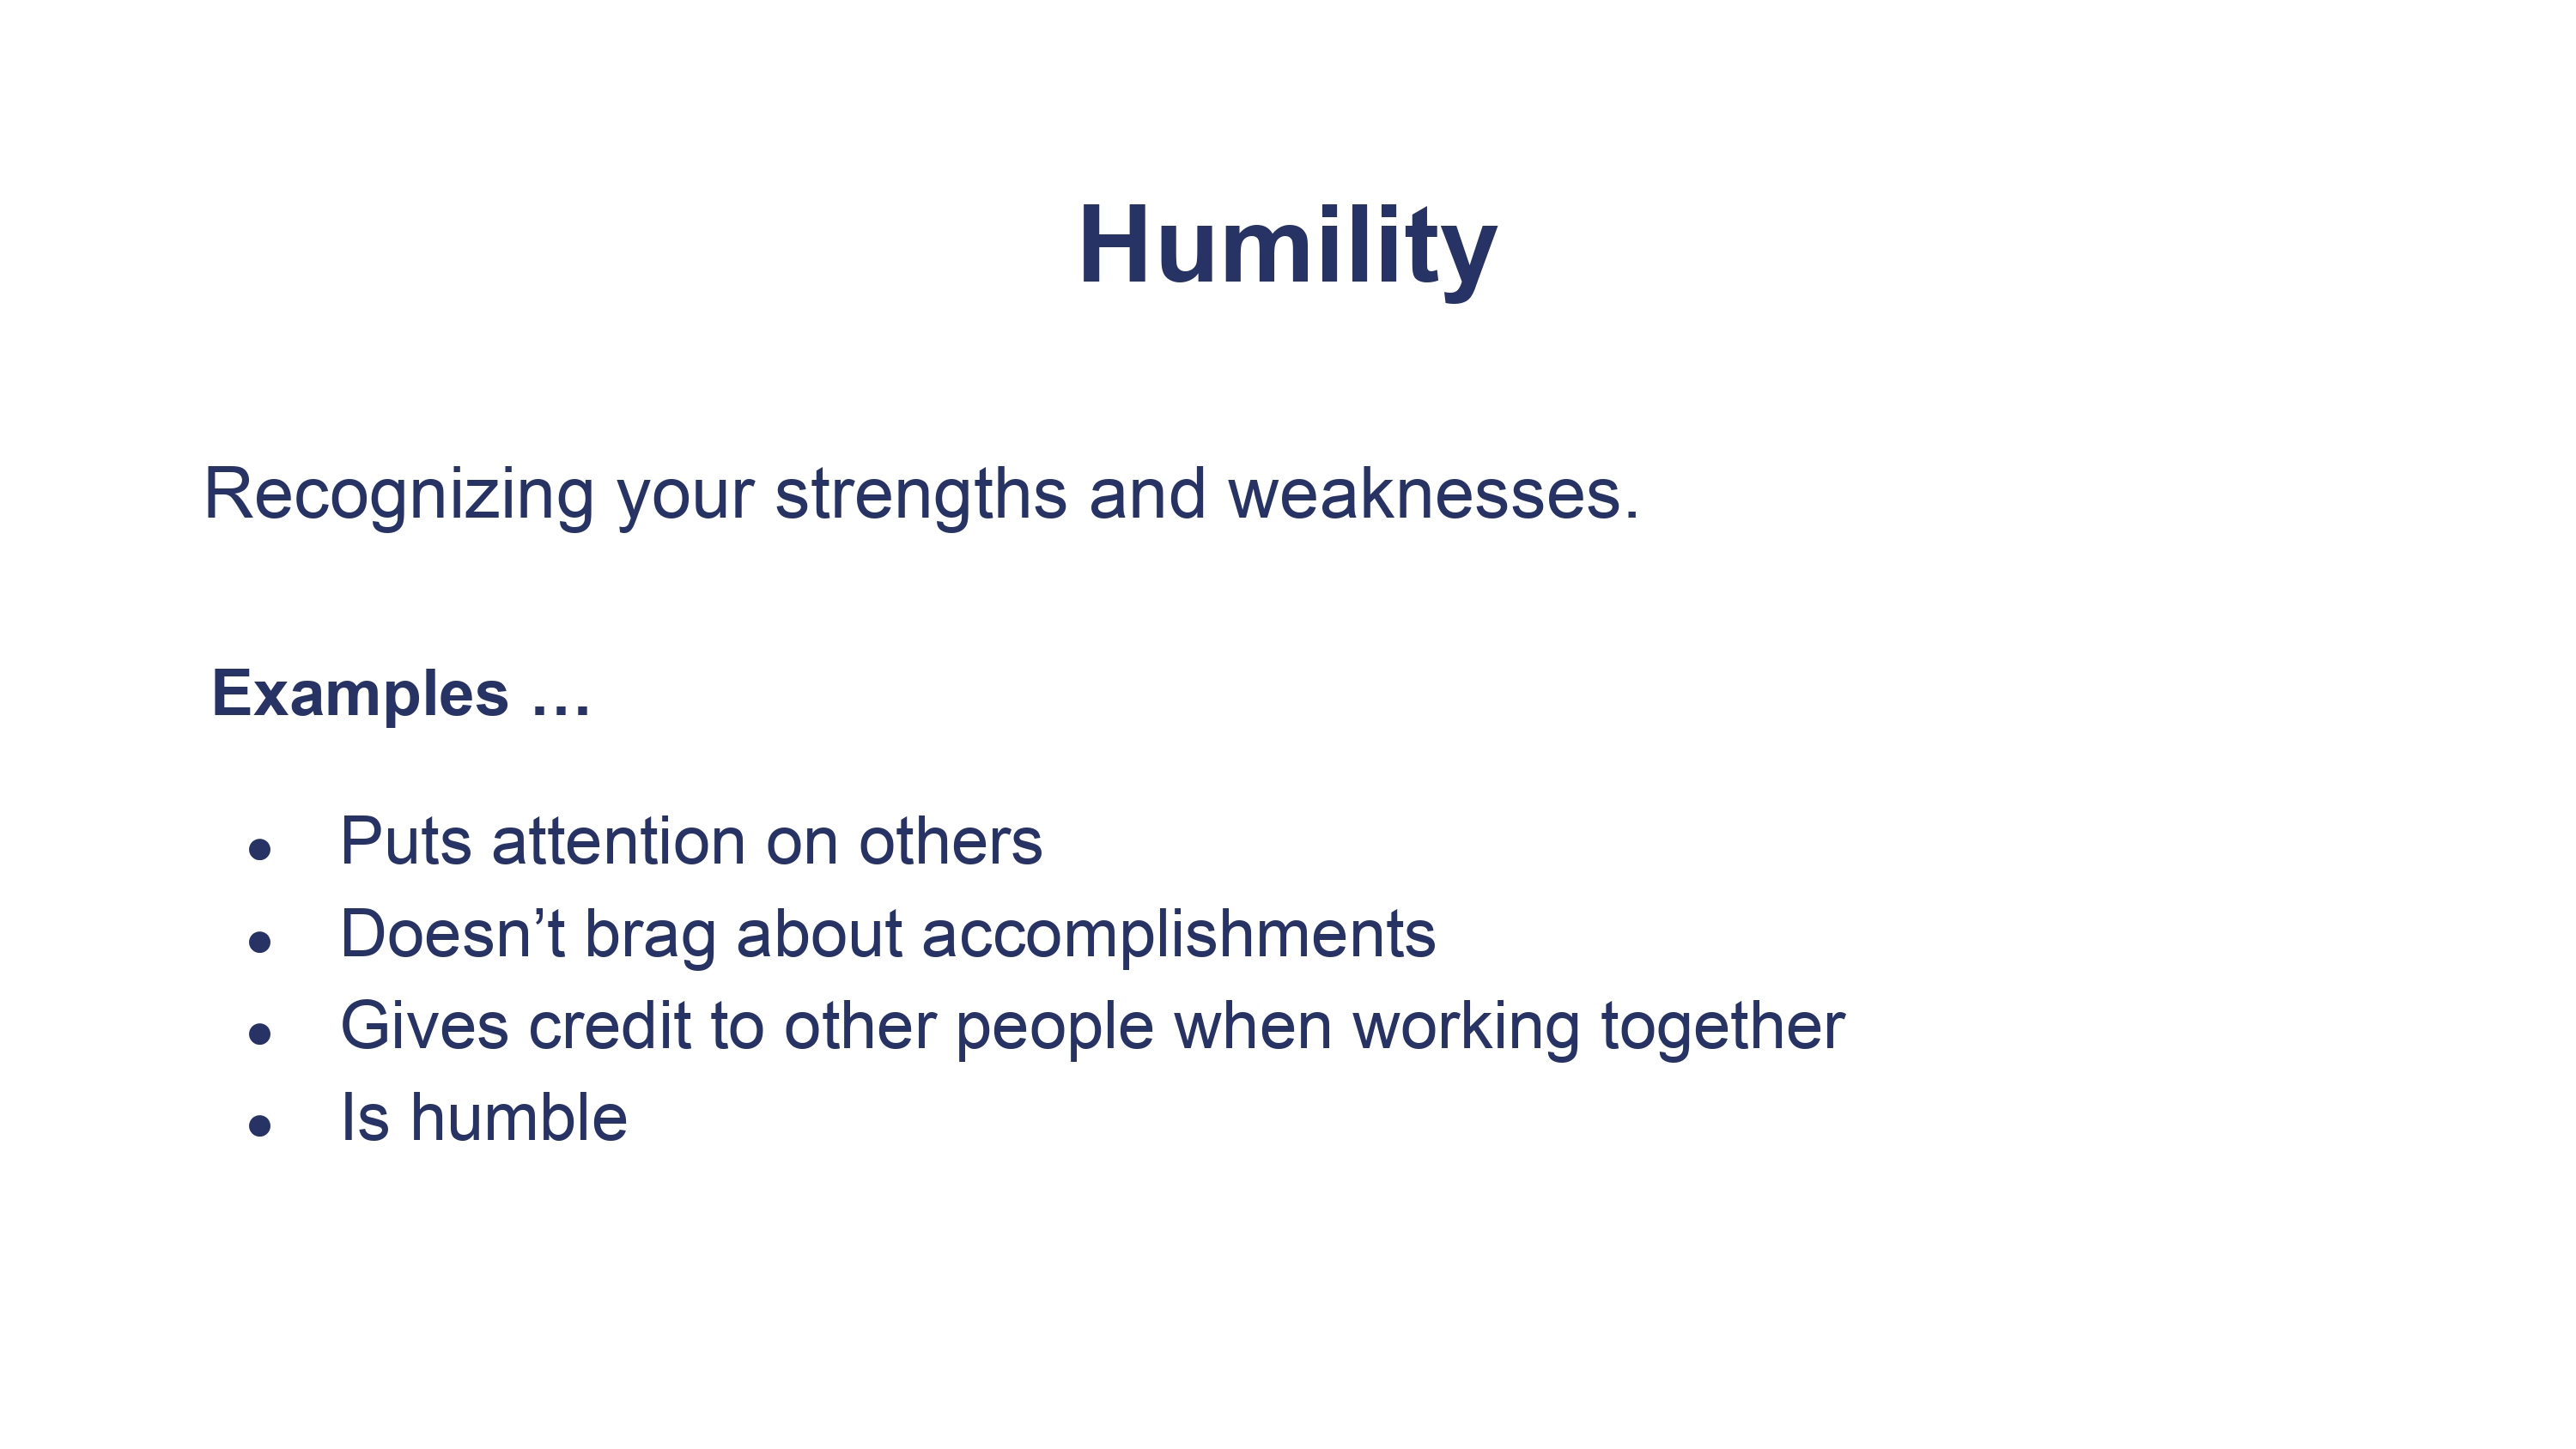 Humility
Recognizing your strengths and weaknesses.
Examples …
● Puts attention on others
● Doesn’t brag about accomplishments
● Gives credit to other people when working together
● Is humble